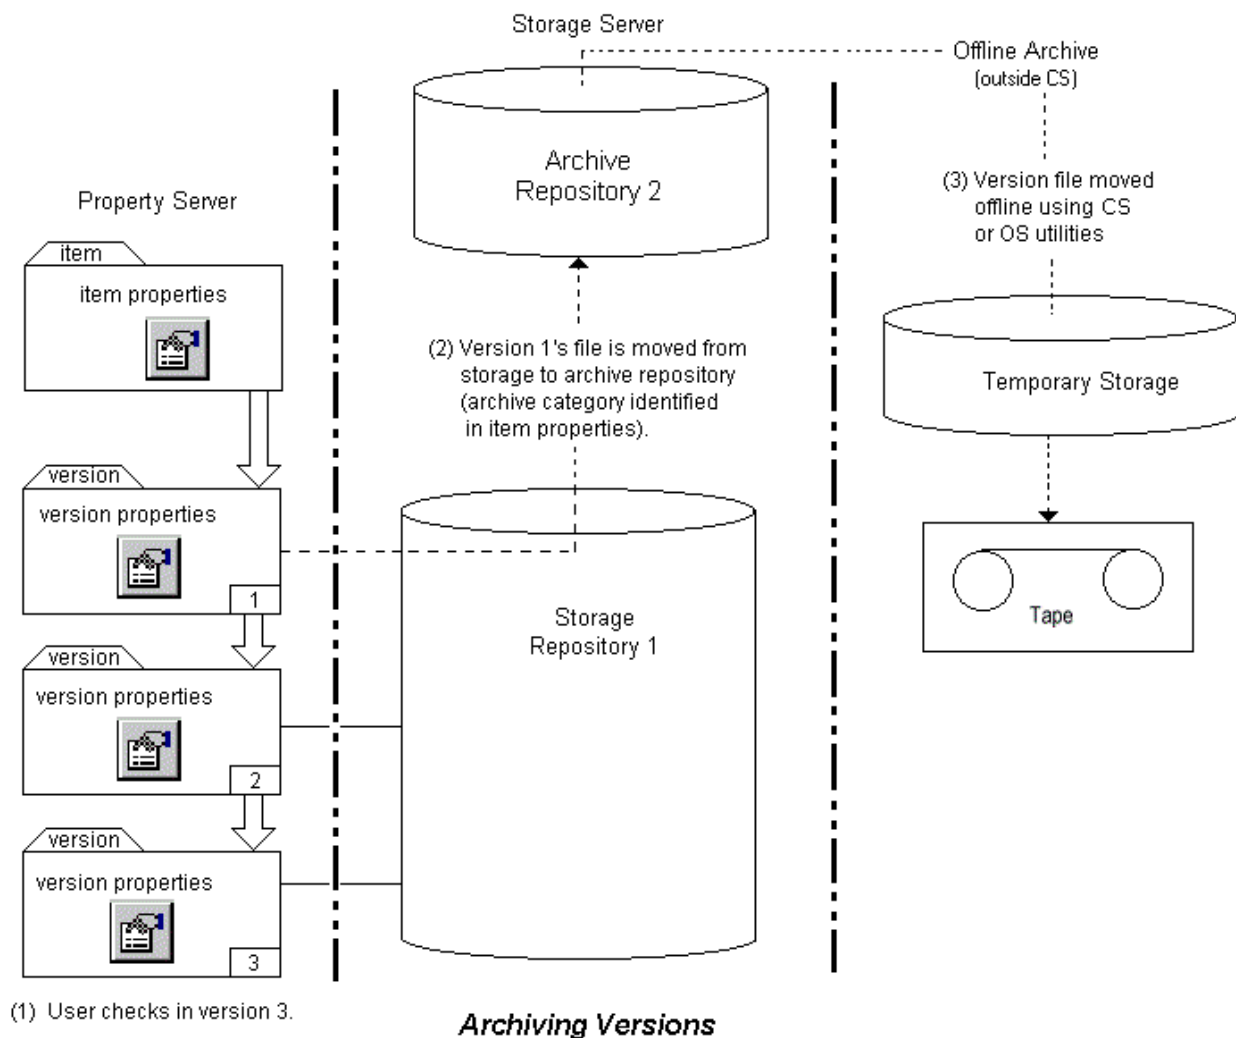 Storage Server
Offline Archive
(outside CS)
Archive
Repository 2
(3) Version file moved
offline using CS
or OS utilities
Property Server
item
item properties
(2) Version 1's file is moved from
storage to archive repository
(archive category identified
in item properties).
Temporary Storage
version
version properties
1
Storage
Repository 1
Tape
version
version properties
2
version
version properties
3
(1) User checks in version 3.
Archiving Versions